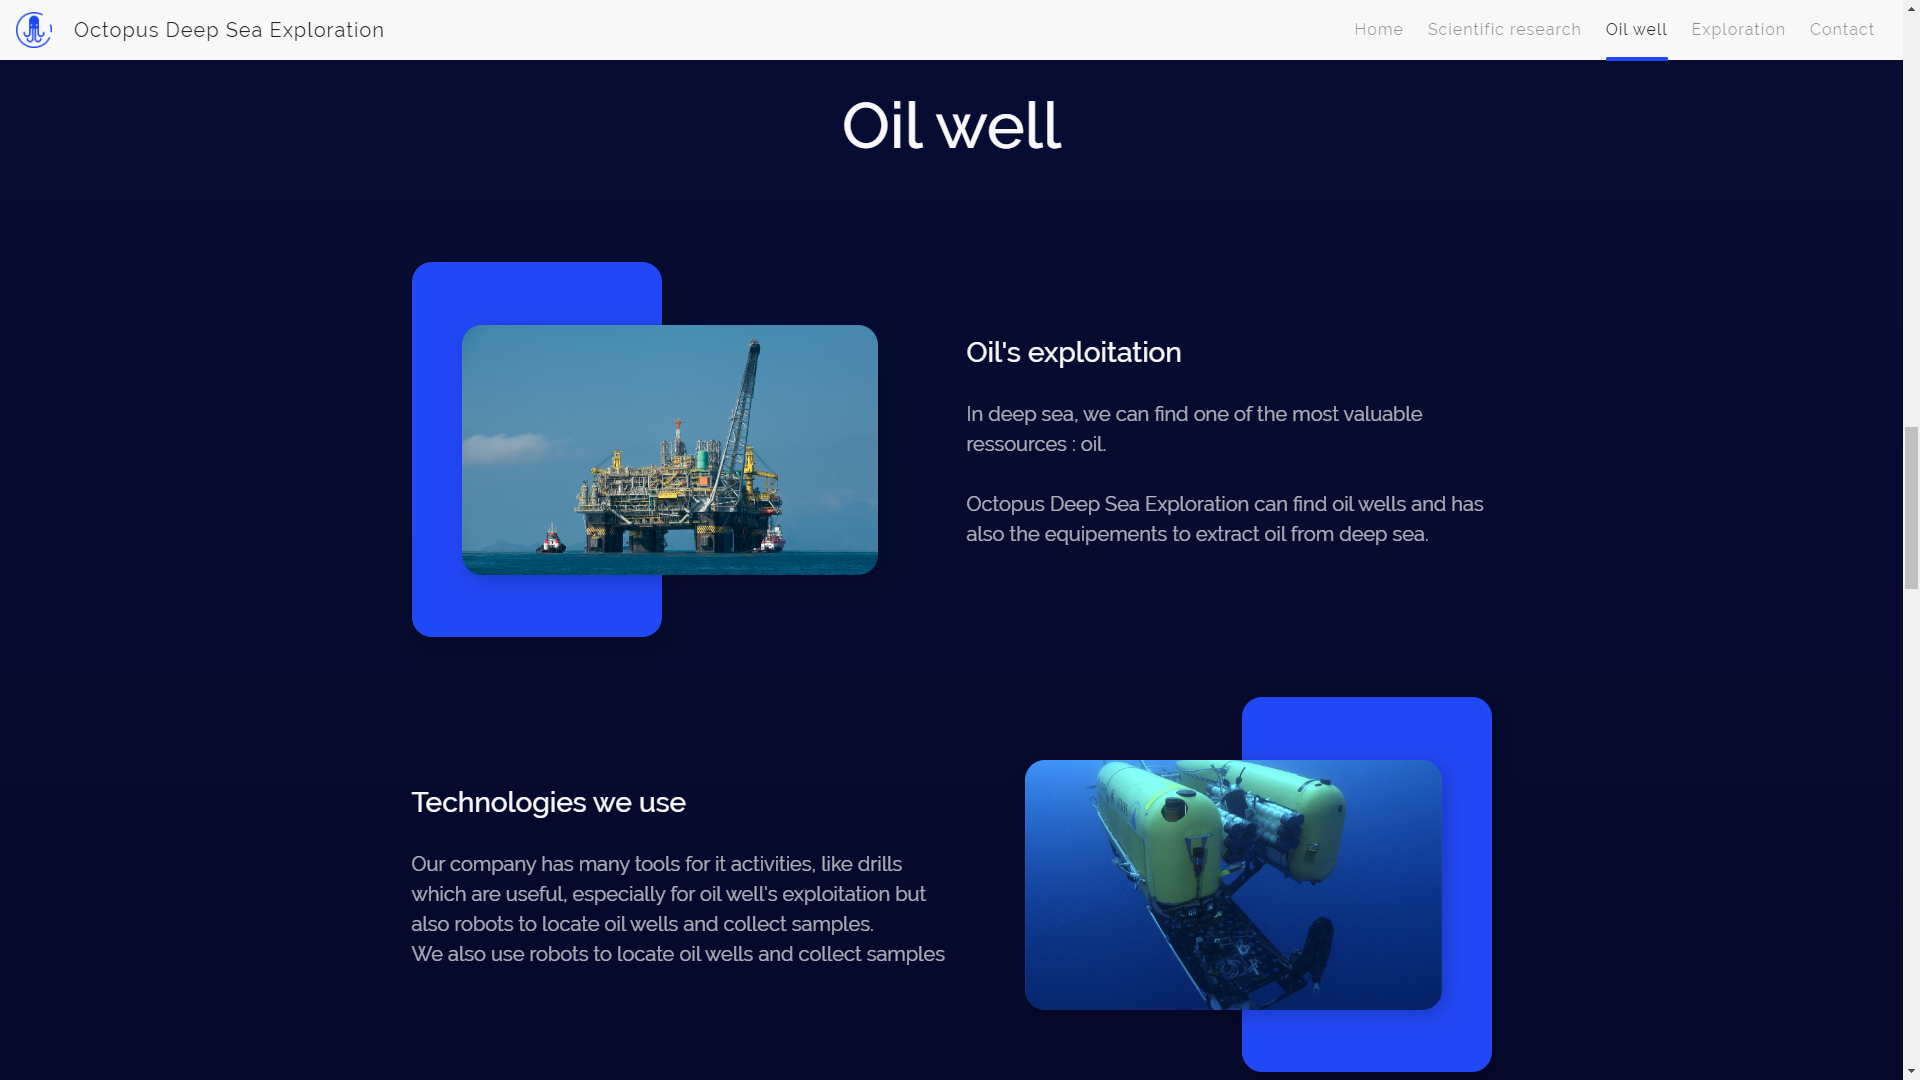 Octopus Deep Sea Exploration
Home
Scientific research
Oil well
Exploration
Contact
Oil well
Oil's exploitation
In deep sea, we can find one of the most valuable
ressources : oil.
Octopus Deep Sea Exploration can find oil wells and has
also the equipements to extract oil from deep sea.
Technologies we use
Our company has many tools for it activities, like drills
which are useful, especially for oil well's exploitation but
also robots to locate oil wells and collect samples.
We also use robots to locate oil wells and collect samples